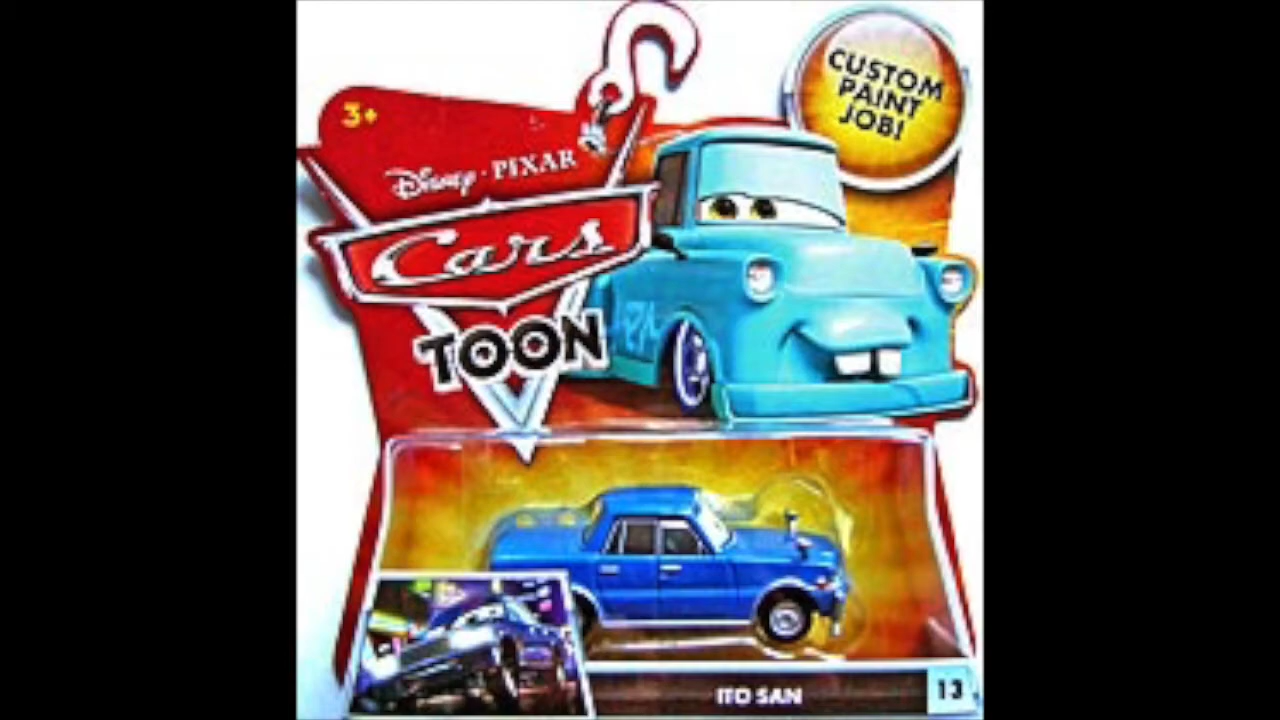 CUSTOM
PAINT
JOB!
3+
Disney · PIXAR
Cars
TOON
ITO SAN
13